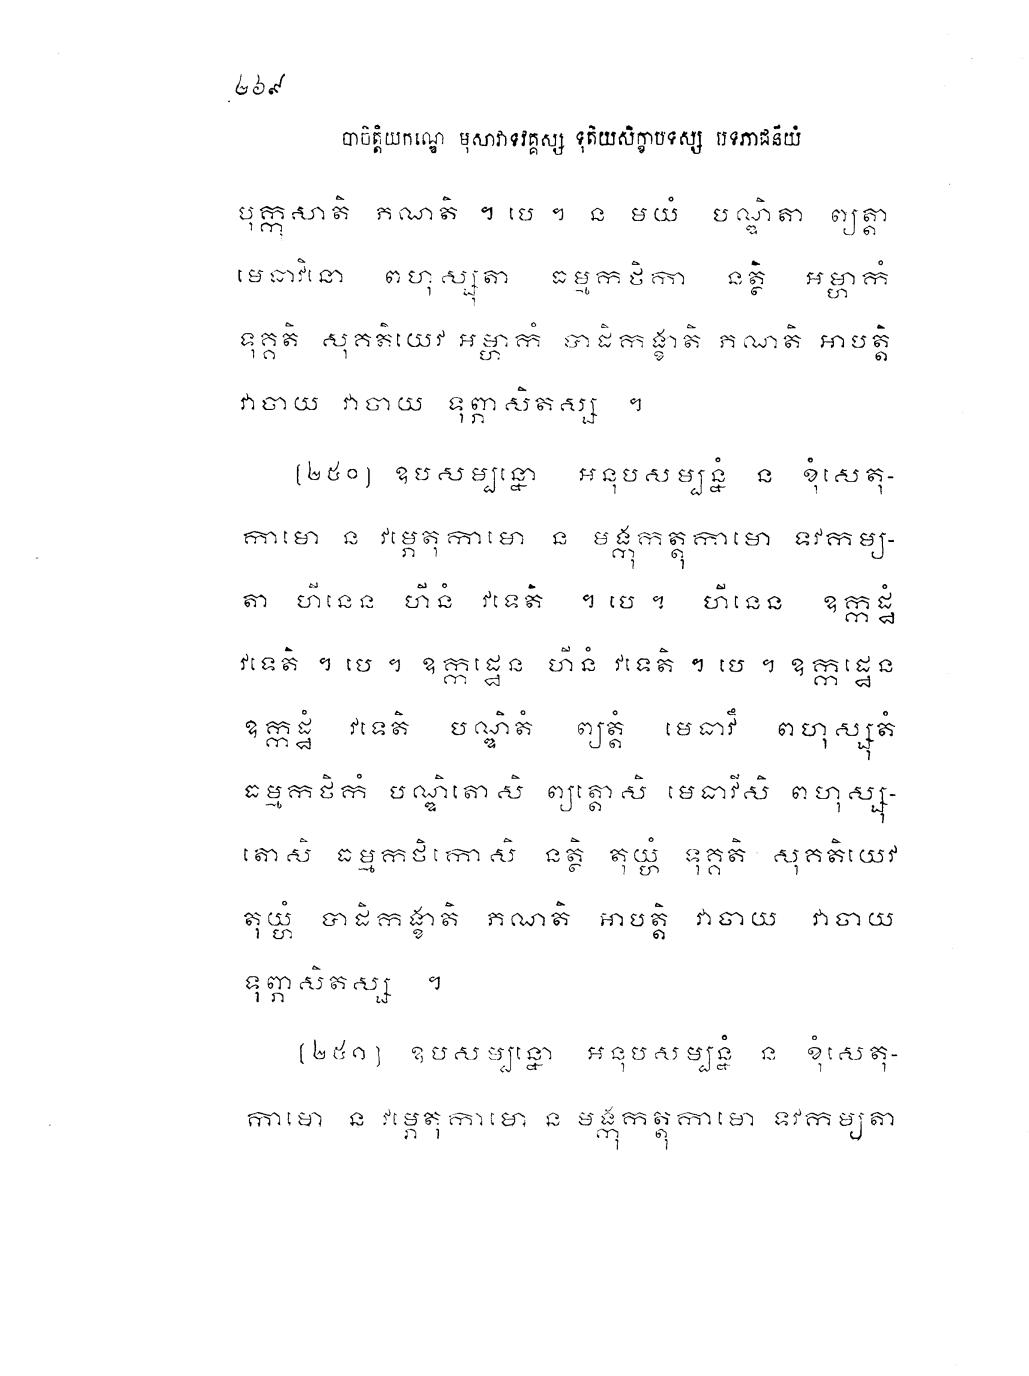 ២៦៩
បាចិត្តិយកណ្ឌេ មុសាវាទវគ្គស្ស ទុតិយសិក្ខាបទស្ស បទភាជនីយំ
បុក្កុសាតិ ភណតិ ។ បេ ។ ន មយំ បណ្ឌិតា ព្យត្តា
មេធាវិនោ ពហុស្សុតា ធម្មកថិកា នត្ថិ អម្ហាកំ
ទុគ្គតិ សុគតិយេវ អម្ហាកំ បាដិកង្ខាតិ ភណតិ អាបត្តិ
វាចាយ វាចាយ ទុព្ភាសិតស្ស ។
(២៥០) ឧបសម្បន្នោ អនុបសម្បន្នំ ន ខុំសេតុ-
កាមោ ន វម្ភេតុកាមោ ន មង្កុកត្តុកាមោ ទវកម្យ-
តា ហីនេន ហីនំ វទេតិ ។ បេ ។ ហីនេន ឧក្កដ្ឋំ
វទេតិ ។ បេ ។ ឧក្កដ្ឋេន ហីនំ វទេតិ ។ បេ ។ ឧក្កដ្ឋេន
ឧក្កដ្ឋំ វទេតិ បណ្ឌិតំ ព្យត្តំ មេធាវឹ ពហុស្សុតំ
ធម្មកថិកំ បណ្ឌិតោសិ ព្យត្តោសិ មេធាវីសិ ពហុស្សុ-
តោសិ ធម្មកថិកោសិ នត្ថិ តុយ្ហំ ទុគ្គតិ សុគតិយេវ
តុយ្ហំ បាដិកង្ខាតិ ភណតិ អាបត្តិ វាចាយ វាចាយ
ទុព្ភាសិតស្ស ។
(២៥១) ឧបសម្បន្នោ អនុបសម្បន្នំ ន ខុំសេតុ-
កាមោ ន វម្ភេតុកាមោ ន មង្កុកត្តុកាមោ ទវកម្យតា